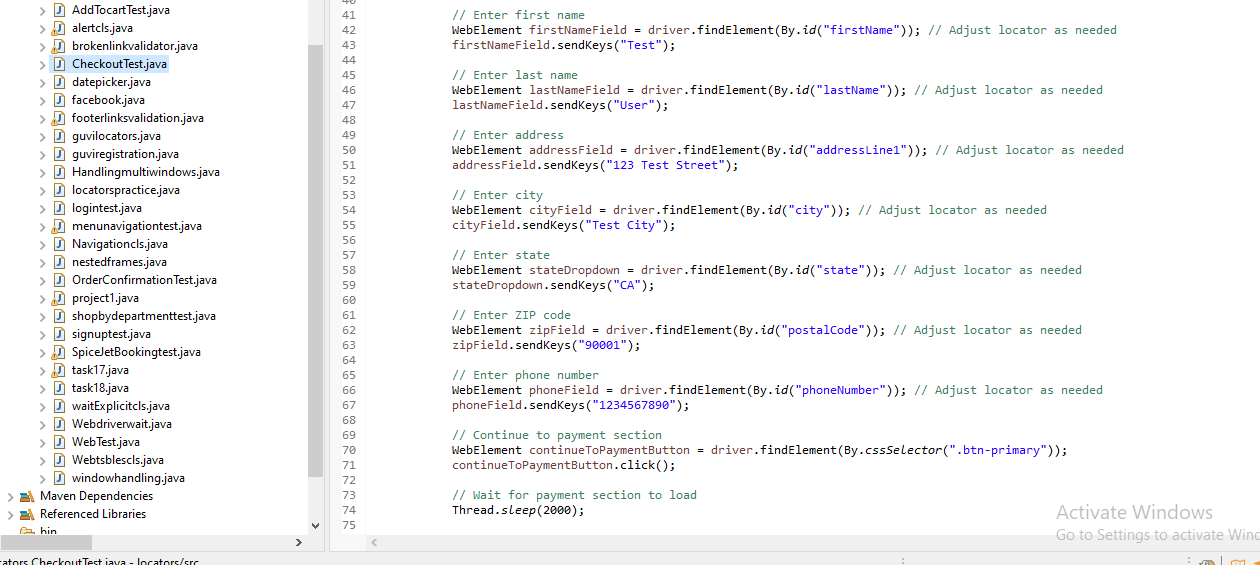 AddTocartTest.java
alertcls.java
brokenlinkvalidator.java
CheckoutTest.java
datepicker.java
facebook.java
footerlinksvalidation.java
guvilocators.java
guviregistration.java
Handlingmultiwindows.java
locatorspractice.java
logintest.java
menunavigationtest.java
Navigationcls.java
nestedframes.java
OrderConfirmationTest.java
project1.java
shopbydepartmenttest.java
signuptest.java
SpiceJetBookingtest.java
task17.java
task18.java
waitExplicitcls.java
Webdriverwait.java
WebTest.java
Webtsblescls.java
windowhandling.java
Maven Dependencies
Referenced Libraries
bin
40
41 // Enter first name
42 WebElement firstNameField = driver.findElement(By.id("firstName")); // Adjust locator as needed
43 firstNameField.sendKeys("Test");
44
45 // Enter last name
46 WebElement lastNameField = driver.findElement(By.id("lastName")); // Adjust locator as needed
47 lastNameField.sendKeys("User");
48
49 // Enter address
50 WebElement addressField = driver.findElement(By.id("addressLine1")); // Adjust locator as needed
51 addressField.sendKeys("123 Test Street");
52
53 // Enter city
54 WebElement cityField = driver.findElement(By.id("city")); // Adjust locator as needed
55 cityField.sendKeys("Test City");
56
57 // Enter state
58 WebElement stateDropdown = driver.findElement(By.id("state")); // Adjust locator as needed
59 stateDropdown.sendKeys("CA");
60
61 // Enter ZIP code
62 WebElement zipField = driver.findElement(By.id("postalCode")); // Adjust locator as needed
63 zipField.sendKeys("90001");
64
65 // Enter phone number
66 WebElement phoneField = driver.findElement(By.id("phoneNumber")); // Adjust locator as needed
67 phoneField.sendKeys("1234567890");
68
69 // Continue to payment section
70 WebElement continueToPaymentButton = driver.findElement(By.cssSelector(".btn-primary"));
71 continueToPaymentButton.click();
72
73 // Wait for payment section to load
74 Thread.sleep(2000);
75
Activate Windows
Go to Settings to activate Wind
ators.CheckoutTest.java - locators/src